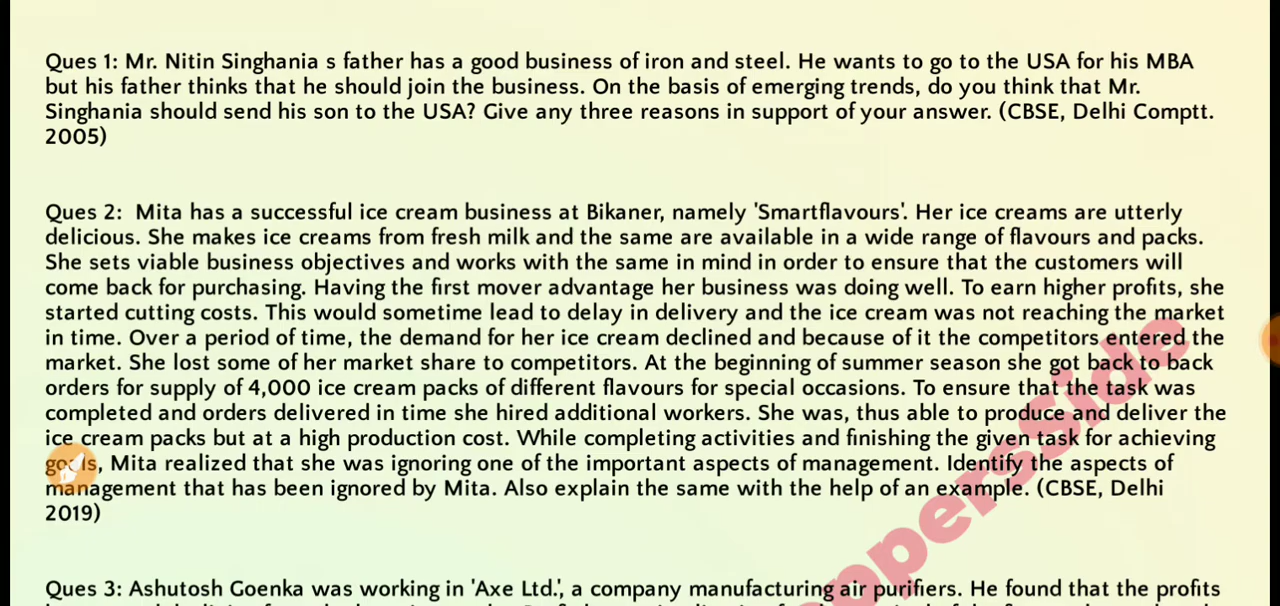 Ques 1: Mr. Nitin Singhania s father has a good business of iron and steel. He wants to go to the USA for his MBA
but his father thinks that he should join the business. On the basis of emerging trends, do you think that Mr.
Singhania should send his son to the USA? Give any three reasons in support of your answer. (CBSE, Delhi Comptt.
2005)
Ques 2:  Mita has a successful ice cream business at Bikaner, namely 'Smartflavours'. Her ice creams are utterly
delicious. She makes ice creams from fresh milk and the same are available in a wide range of flavours and packs.
She sets viable business objectives and works with the same in mind in order to ensure that the customers will
come back for purchasing. Having the first mover advantage her business was doing well. To earn higher profits, she
started cutting costs. This would sometime lead to delay in delivery and the ice cream was not reaching the market
in time. Over a period of time, the demand for her ice cream declined and because of it the competitors entered the
market. She lost some of her market share to competitors. At the beginning of summer season she got back to back
orders for supply of 4,000 ice cream packs of different flavours for special occasions. To ensure that the task was
completed and orders delivered in time she hired additional workers. She was, thus able to produce and deliver the
ice cream packs but at a high production cost. While completing activities and finishing the given task for achieving
goals, Mita realized that she was ignoring one of the important aspects of management. Identify the aspects of
management that has been ignored by Mita. Also explain the same with the help of an example. (CBSE, Delhi
2019)
Ques 3: Ashutosh Goenka was working in 'Axe Ltd.', a company manufacturing air purifiers. He found that the profits